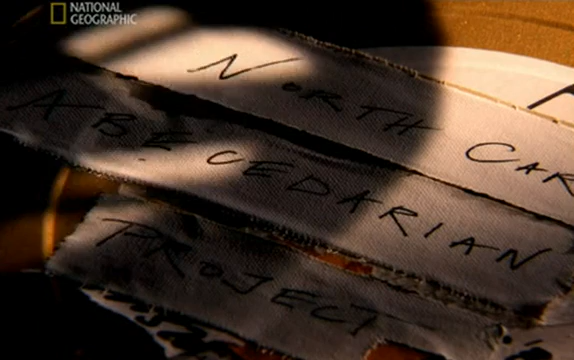 NATIONAL
GEOGRAPHIC
NORTH CAR
ABECEDARIAN
PROJECT